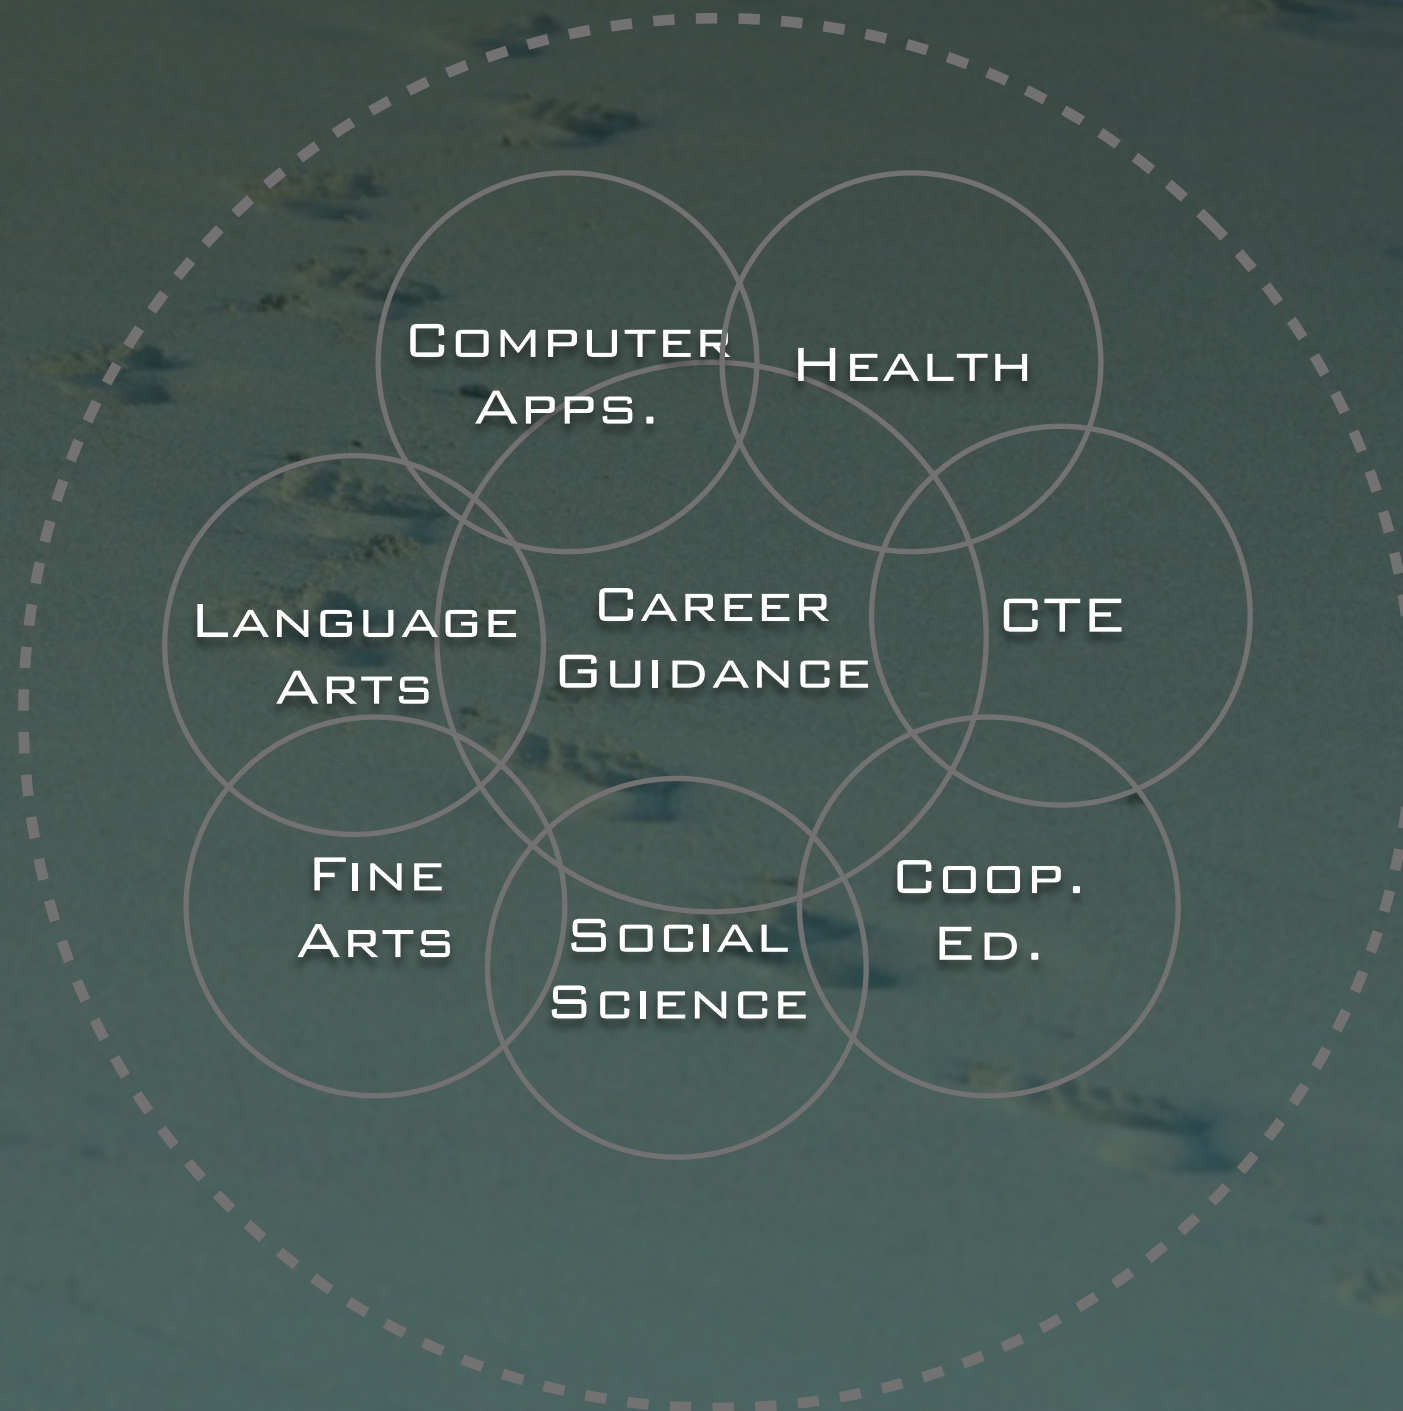 Computer
Apps.
Health
Language
Arts
Career
Guidance
CTE
Fine
Arts
Social
Science
Coop.
Ed.